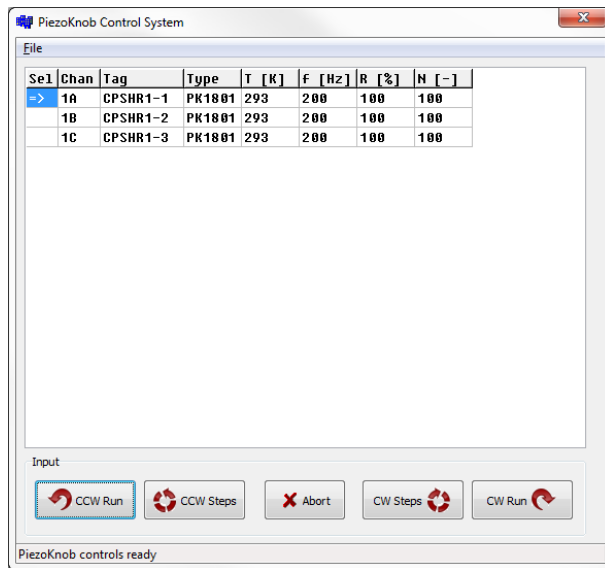 PiezoKnob Control System
File
Sel Chan Tag Type T [K] f [Hz] R [%] N [-]
=> 1A CPSHR1-1 PK1801 293 200 100 100
1B CPSHR1-2 PK1801 293 200 100 100
1C CPSHR1-3 PK1801 293 200 100 100
Input
CCW Run CCW Steps Abort CW Steps CW Run
PiezoKnob controls ready